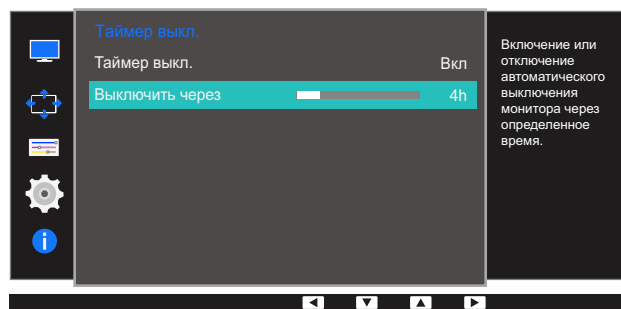 Таймер выкл.
Таймер выкл. Вкл
Выключить через 4h
Включение или
отключение
автоматического
выключения
монитора через
определенное
время.